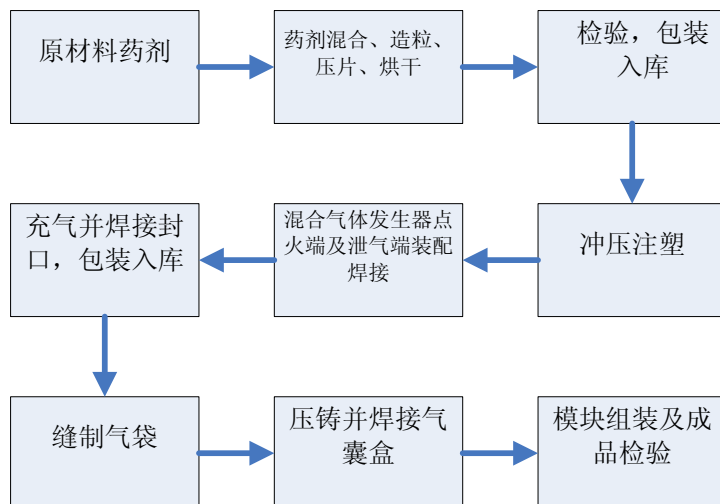 原材料药剂
药剂混合、造粒、
压片、烘干
检验，包装
入库
冲压注塑
混合气体发生器点
火端及泄气端装配
焊接
充气并焊接封
口，包装入库
缝制气袋
压铸并焊接气
囊盒
模块组装及成
品检验